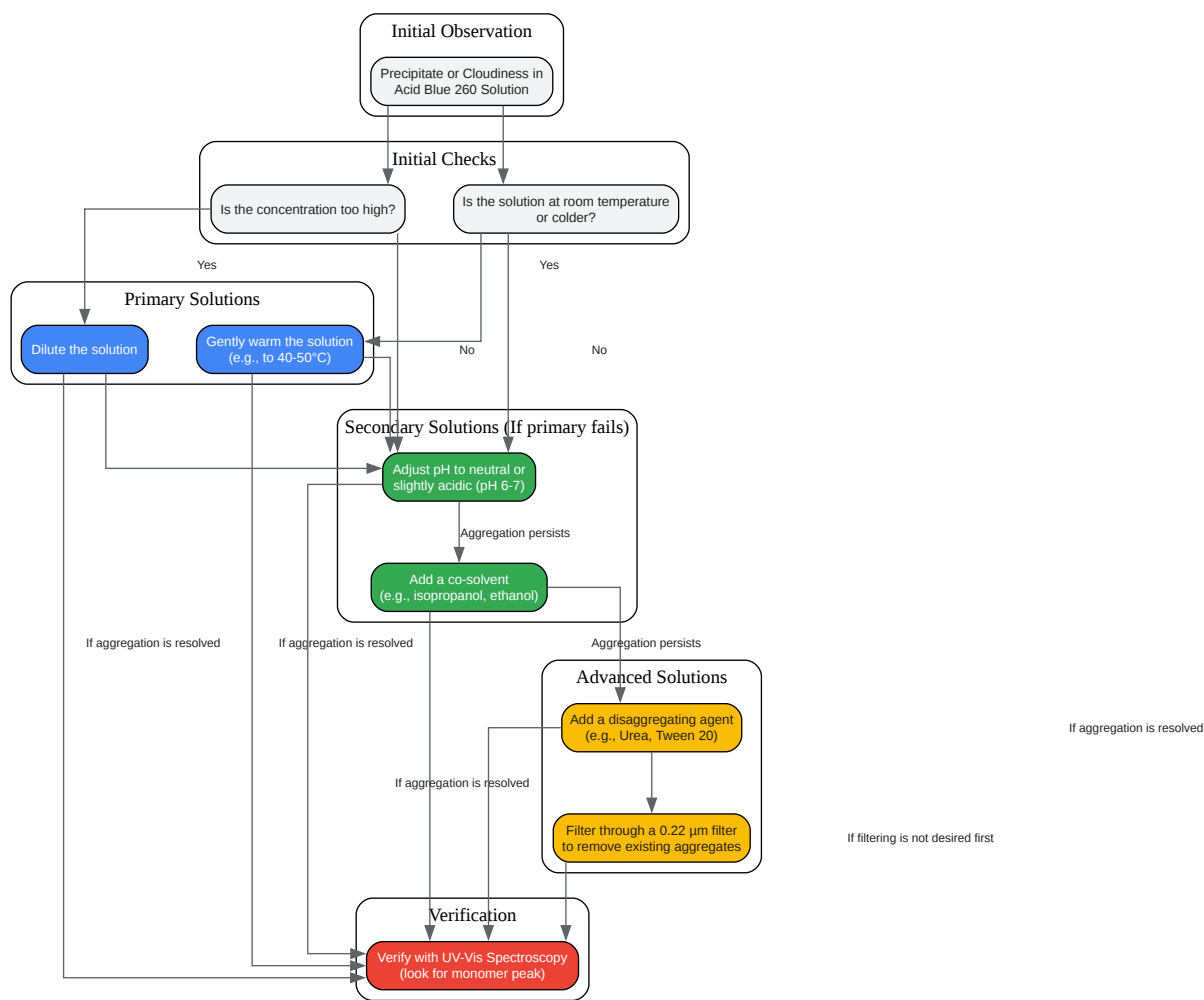 Initial Observation
Precipitate or Cloudiness in
Acid Blue 260 Solution
Initial Checks
Is the concentration too high?
Is the solution at room temperature
or colder?
Yes
Yes
Primary Solutions
Dilute the solution
Gently warm the solution
(e.g., to 40-50°C)
No
No
Secondary Solutions (If primary fails)
Adjust pH to neutral or
slightly acidic (pH 6-7)
Aggregation persists
Add a co-solvent
(e.g., isopropanol, ethanol)
If aggregation is resolved
If aggregation is resolved
Aggregation persists
Advanced Solutions
Add a disaggregating agent
(e.g., Urea, Tween 20)
If aggregation is resolved
If aggregation is resolved
Filter through a 0.22 µm filter
to remove existing aggregates
If filtering is not desired first
Verification
Verify with UV-Vis Spectroscopy
(look for monomer peak)